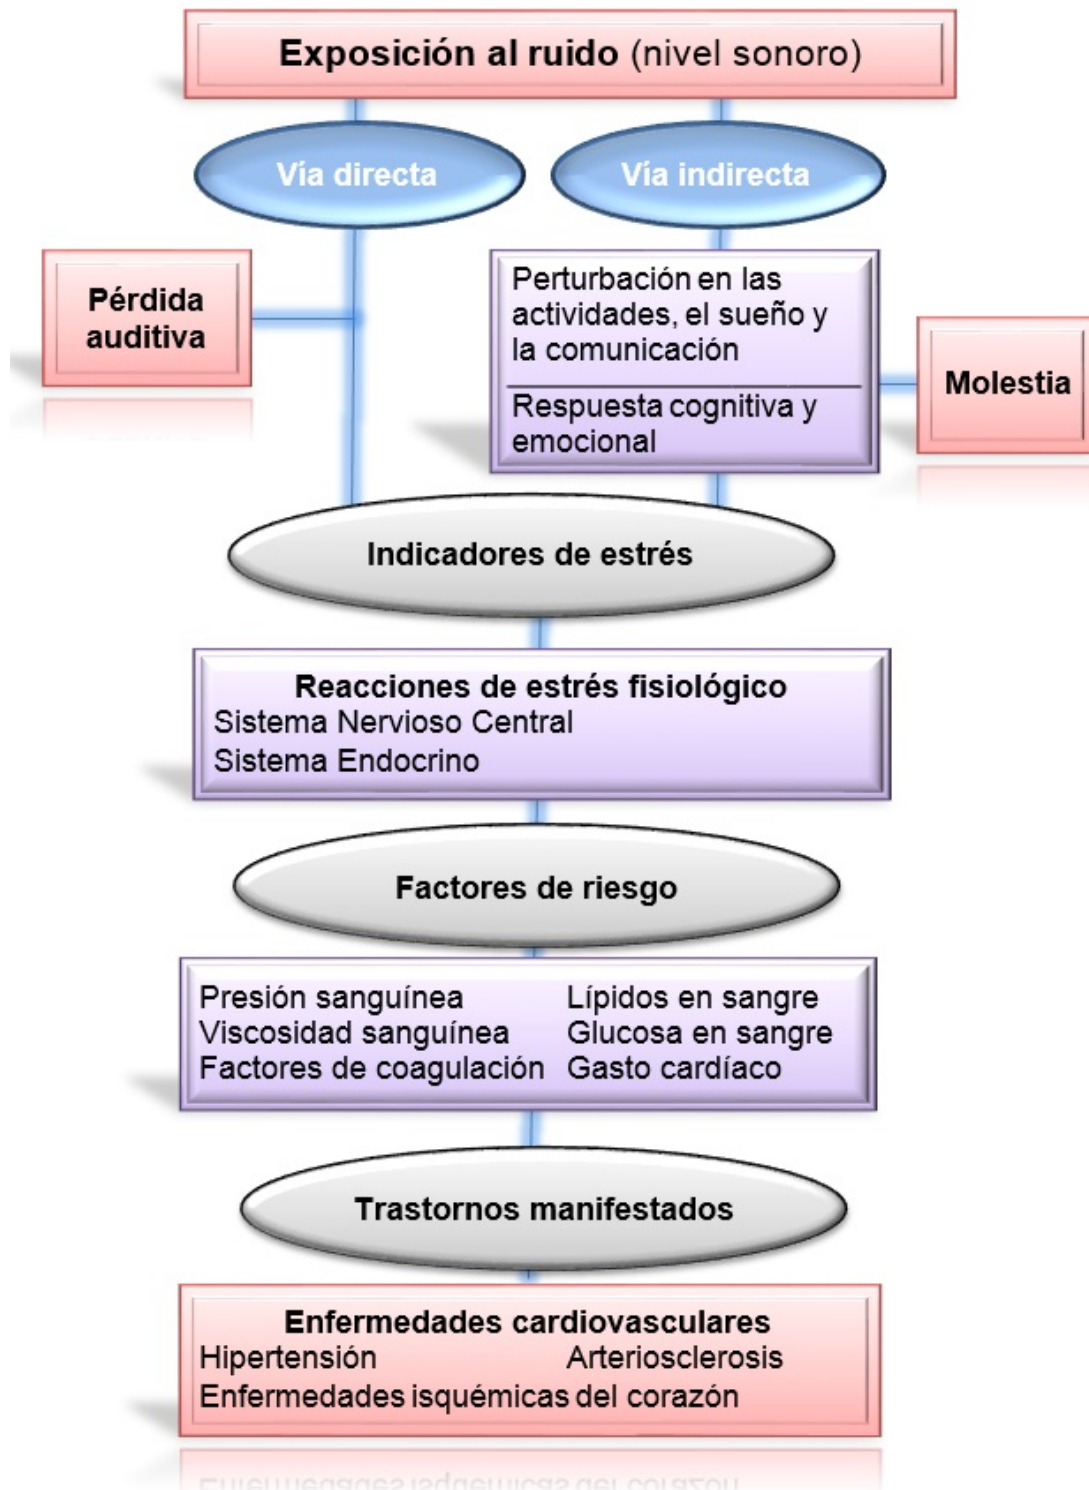 Exposición al ruido (nivel sonoro)
Vía directa
Vía indirecta
Pérdida
auditiva
Perturbación en las
actividades, el sueño y
la comunicación
Respuesta cognitiva y
emocional
Molestia
Indicadores de estrés
Reacciones de estrés fisiológico
Sistema Nervioso Central
Sistema Endocrino
Factores de riesgo
Presión sanguínea
Viscosidad sanguínea
Factores de coagulación
Lípidos en sangre
Glucosa en sangre
Gasto cardíaco
Trastornos manifestados
Enfermedades cardiovasculares
Hipertensión
Arteriosclerosis
Enfermedades isquémicas del corazón